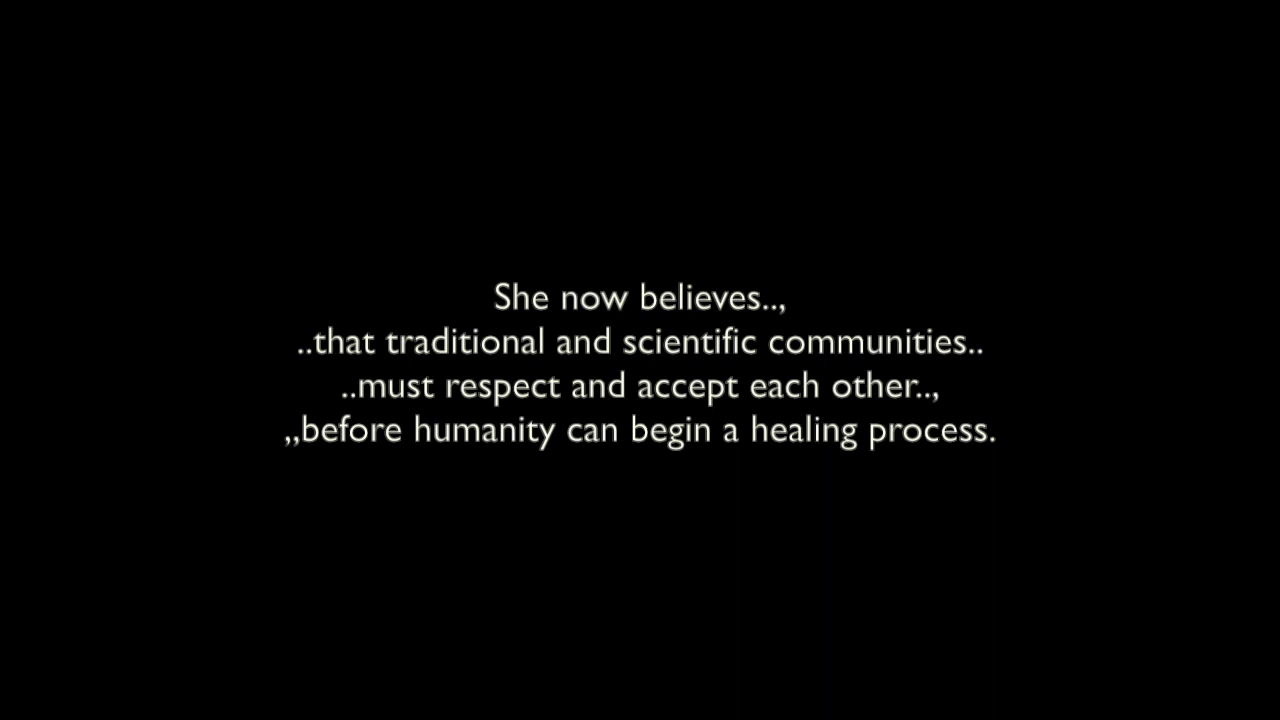 She now believes..,
..that traditional and scientific communities..
..must respect and accept each other..,
,,before humanity can begin a healing process.